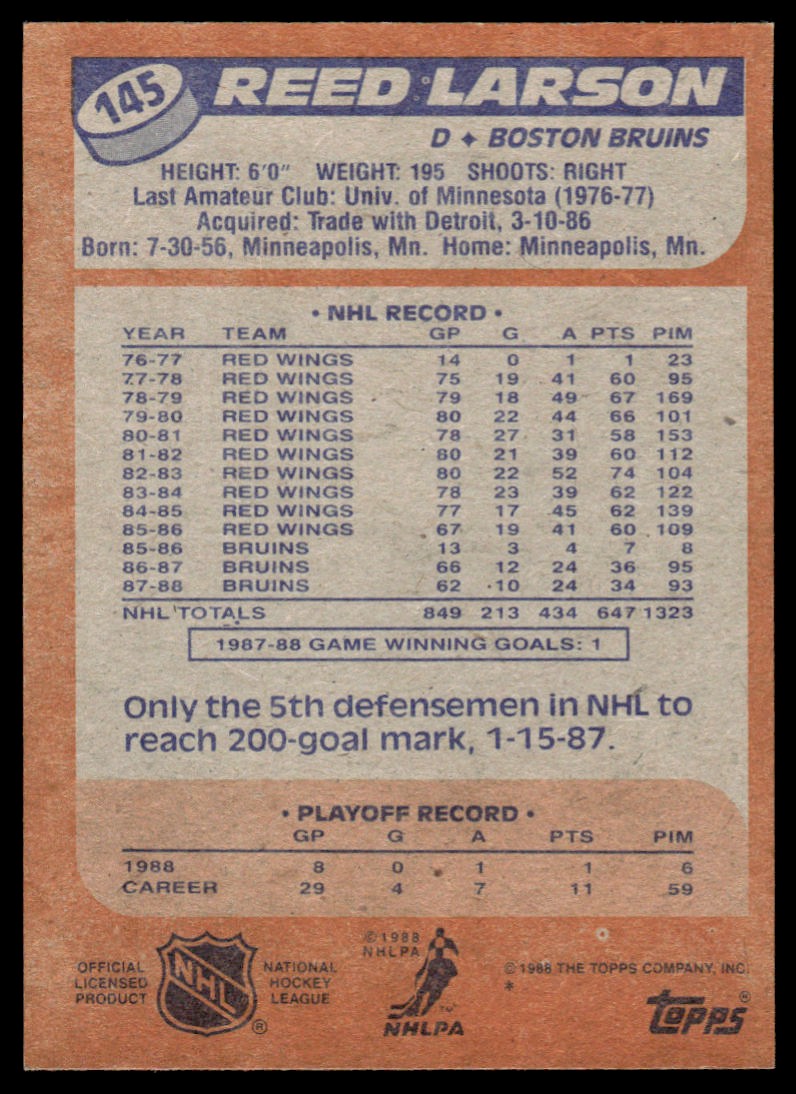 145
REED LARSON
D ✦ BOSTON BRUINS
HEIGHT: 6'0" WEIGHT: 195 SHOOTS: RIGHT
Last Amateur Club: Univ. of Minnesota (1976-77)
Acquired: Trade with Detroit, 3-10-86
Born: 7-30-56, Minneapolis, Mn. Home: Minneapolis, Mn.
• NHL RECORD •
YEAR TEAM GP G A PTS PIM
76-77 RED WINGS 14 0 1 1 23
77-78 RED WINGS 75 19 41 60 95
78-79 RED WINGS 79 18 49 67 169
79-80 RED WINGS 80 22 44 66 101
80-81 RED WINGS 78 27 31 58 153
81-82 RED WINGS 80 21 39 60 112
82-83 RED WINGS 80 22 52 74 104
83-84 RED WINGS 78 23 39 62 122
84-85 RED WINGS 77 17 45 62 139
85-86 RED WINGS 67 19 41 60 109
85-86 BRUINS 13 3 4 7 8
86-87 BRUINS 66 12 24 36 95
87-88 BRUINS 62 10 24 34 93
NHL TOTALS 849 213 434 647 1323
1987-88 GAME WINNING GOALS: 1
Only the 5th defensemen in NHL to
reach 200-goal mark, 1-15-87.
• PLAYOFF RECORD •
GP G A PTS PIM
1988 8 0 1 1 6
CAREER 29 4 7 11 59
OFFICIAL
LICENSED
PRODUCT
NHL
®
NATIONAL
HOCKEY
LEAGUE
© 1988
NHLPA
™
NHLPA
© 1988 THE TOPPS COMPANY, INC.
*
topps®